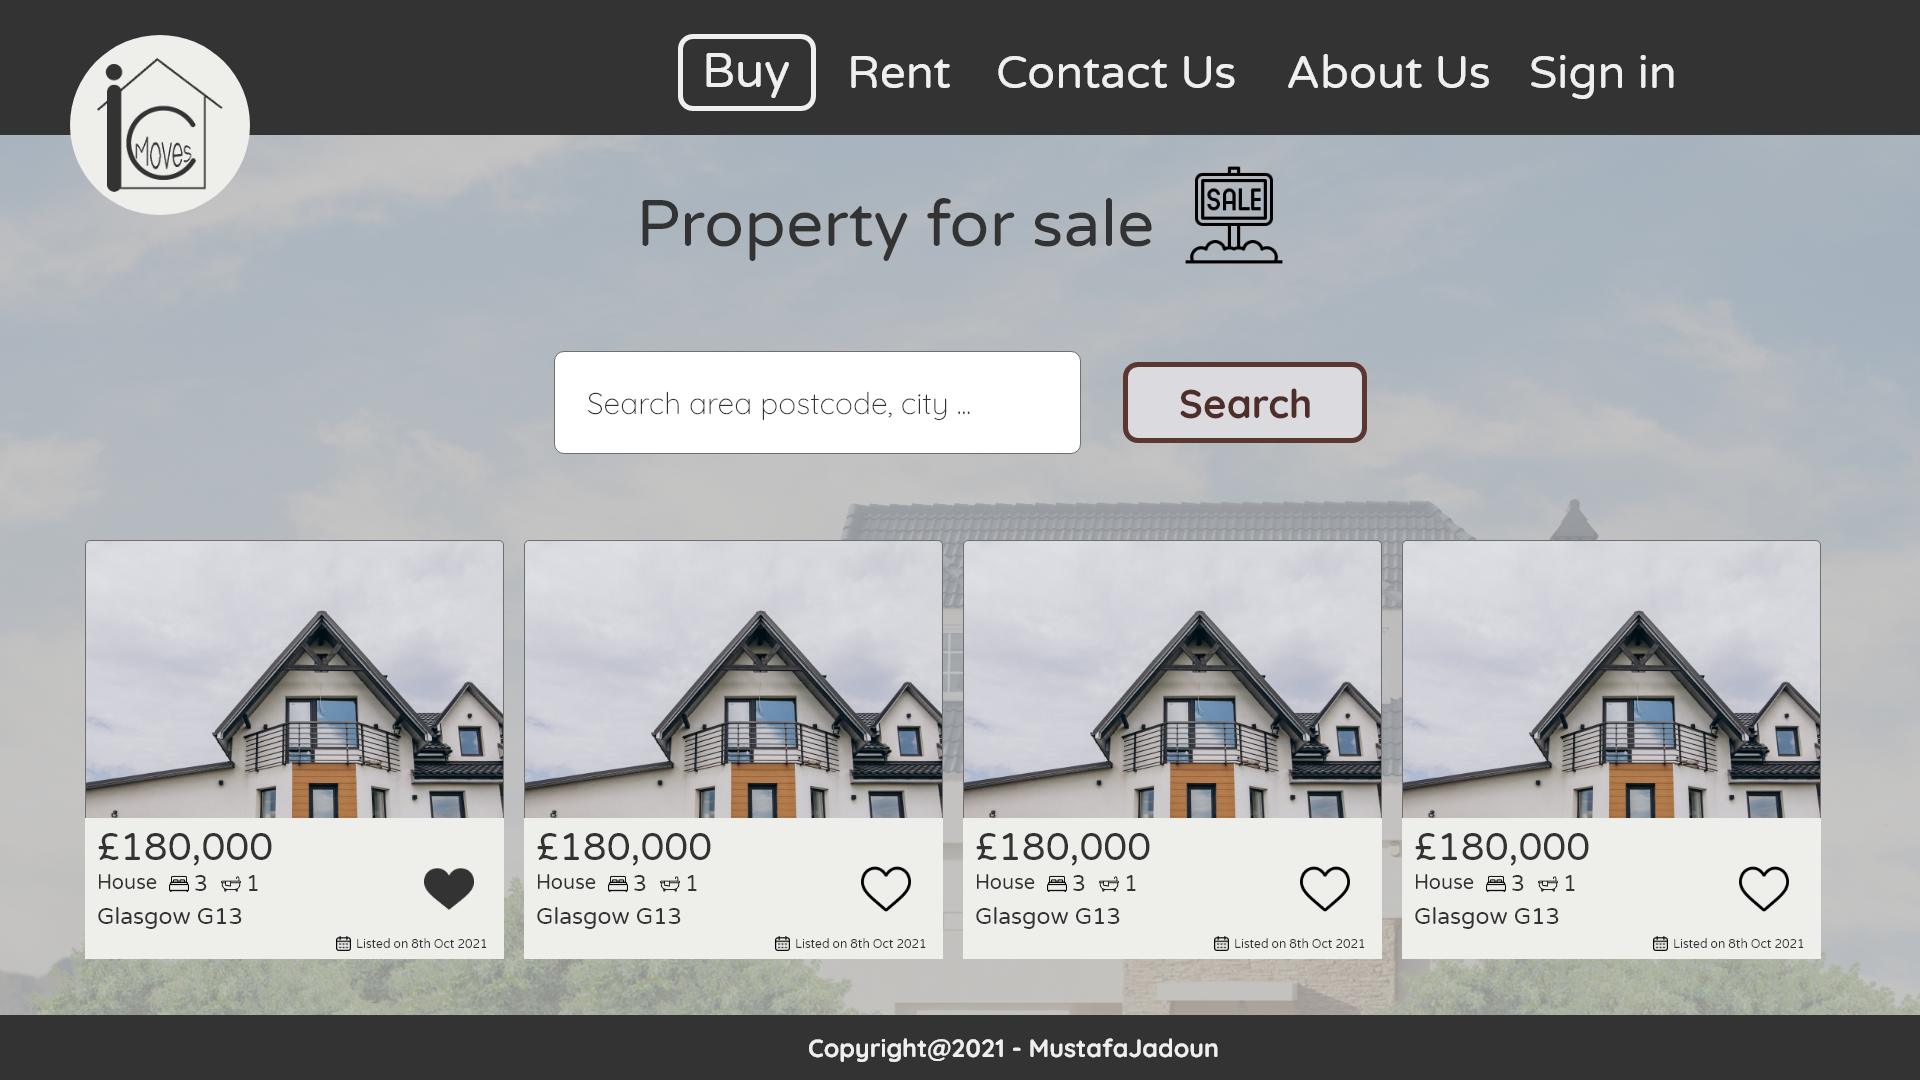 Buy
Rent
Contact Us
About Us
Sign in
ic
Moves
Property for sale
SALE
Search area postcode, city ...
Search
£180,000
House 3 1
Glasgow G13
Listed on 8th Oct 2021
£180,000
House 3 1
Glasgow G13
Listed on 8th Oct 2021
£180,000
House 3 1
Glasgow G13
Listed on 8th Oct 2021
£180,000
House 3 1
Glasgow G13
Listed on 8th Oct 2021
Copyright@2021 - MustafaJadoun